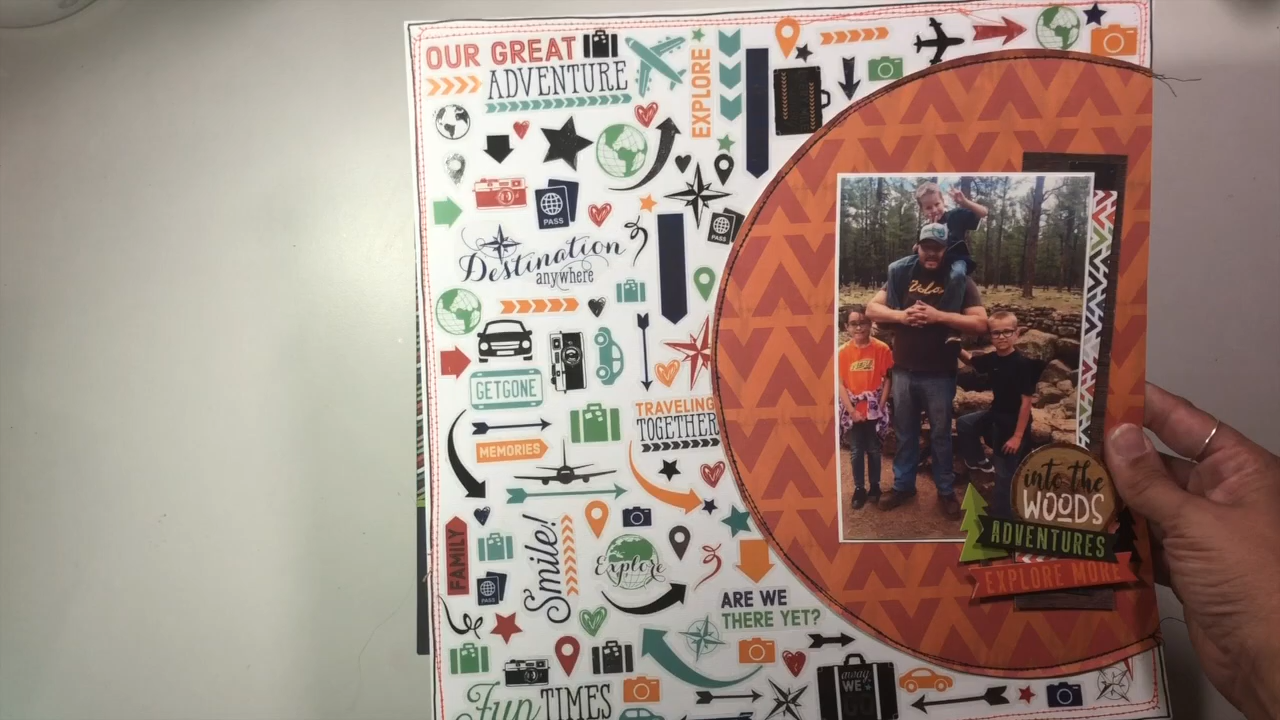 OUR GREAT
ADVENTURE
EXPLORE
PASS
PASS
Destination
anywhere
GETGONE
TRAVELING
TOGETHER
MEMORIES
FAMILY
Smile!
Explore
PASS
ARE WE
THERE YET?
away
WE
GO
Fun TIMES
into the
WOODS
ADVENTURES
EXPLORE MORE